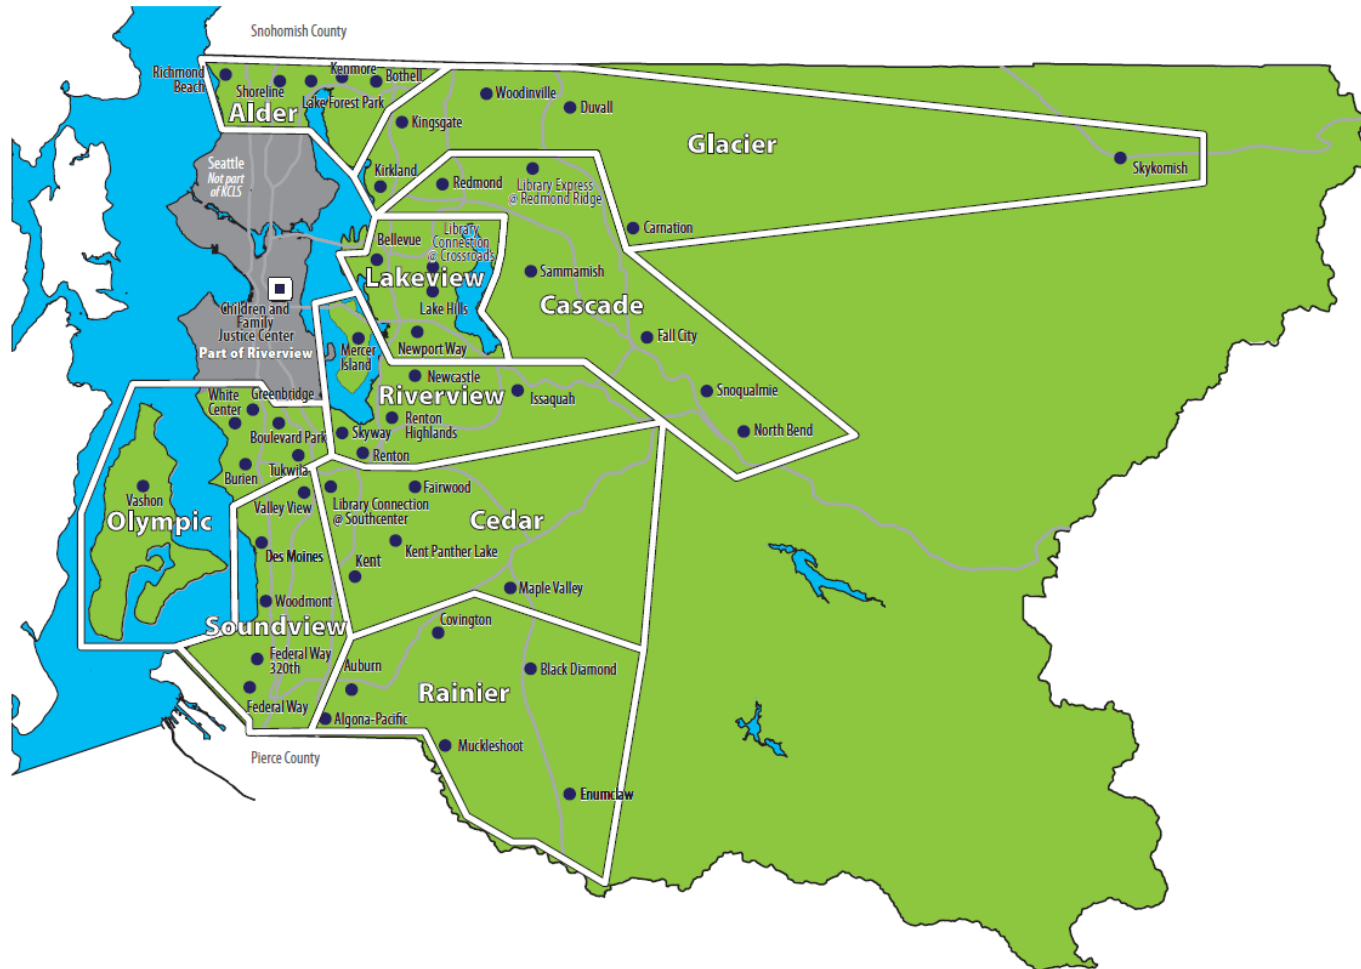 Snohomish County
Richmond
Beach
Shoreline
Kenmore
Bothell
Lake Forest Park
Alder
Woodinville
Duvall
Kingsgate
Glacier
Skykomish
Seattle
Not part
of KCLS
Kirkland
Redmond
Library Express
@ Redmond Ridge
Carnation
Bellevue
Library
Connection
@ Crossroads
Lakeview
Sammamish
Lake Hills
Cascade
Children and
Family
Justice Center
Part of Riverview
Mercer
Island
Newport Way
Fall City
Newcastle
Riverview
Issaquah
Snoqualmie
White
Center
Greenbridge
Boulevard Park
Skyway
Renton
Highlands
North Bend
Burien
Tukwila
Renton
Vashon
Olympic
Valley View
Library Connection
@ Southcenter
Fairwood
Cedar
Des Moines
Kent
Kent Panther Lake
Maple Valley
Woodmont
Soundview
Covington
Federal Way
320th
Auburn
Black Diamond
Rainier
Federal Way
Algona-Pacific
Muckleshoot
Pierce County
Enumclaw